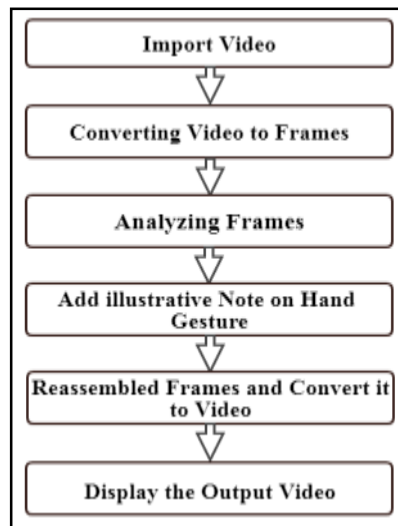 Import Video
Converting Video to Frames
Analyzing Frames
Add illustrative Note on Hand
Gesture
Reassembled Frames and Convert it
to Video
Display the Output Video